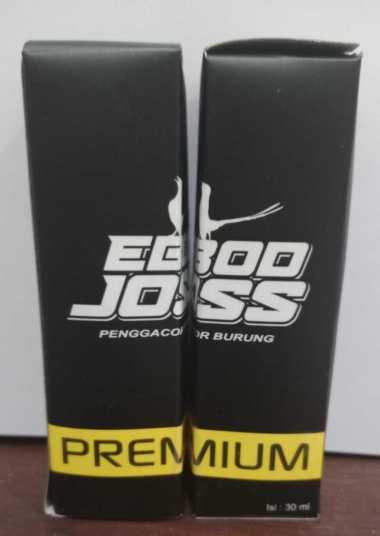 EBOD
JOSS
PENGGACOR BURUNG
PREMIUM
Isi : 30 ml